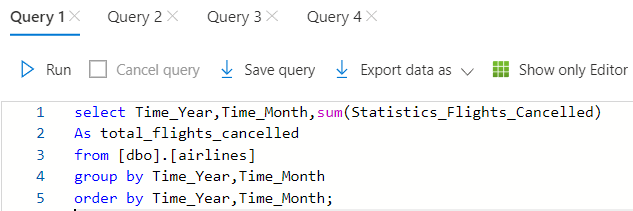 Query 1 Query 2 Query 3 Query 4
Run Cancel query Save query Export data as Show only Editor
1 select Time_Year,Time_Month,sum(Statistics_Flights_Cancelled)
2 As total_flights_cancelled
3 from [dbo].[airlines]
4 group by Time_Year,Time_Month
5 order by Time_Year,Time_Month;